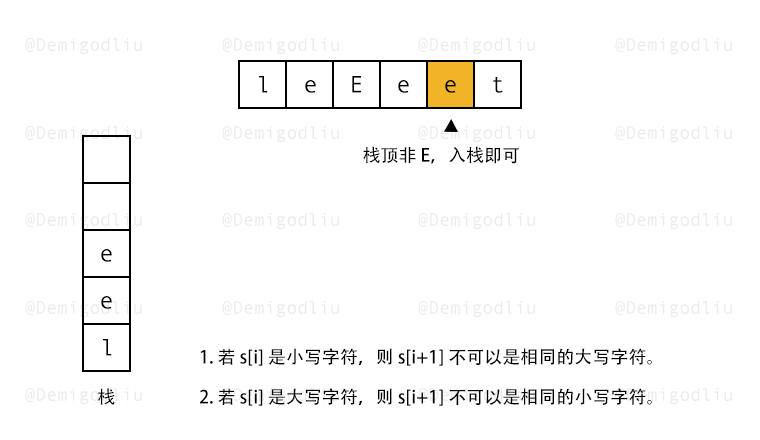 @Demigodliu @Demigodliu @Demigodliu @Demigodliu
l e E e e t
@Demigodliu @Demigodliu @Demigodliu @Demigodliu
栈顶非 E，入栈即可
@Demigodliu @Demigodliu @Demigodliu @Demigodliu
e
e
@Demigodliu @Demigodliu @Demigodliu @Demigodliu
l
1. 若 s[i] 是小写字符，则 s[i+1] 不可以是相同的大写字符。
@Demigodliu @Demigodliu @Demigodliu @Demigodliu
栈
2. 若 s[i] 是大写字符，则 s[i+1] 不可以是相同的小写字符。